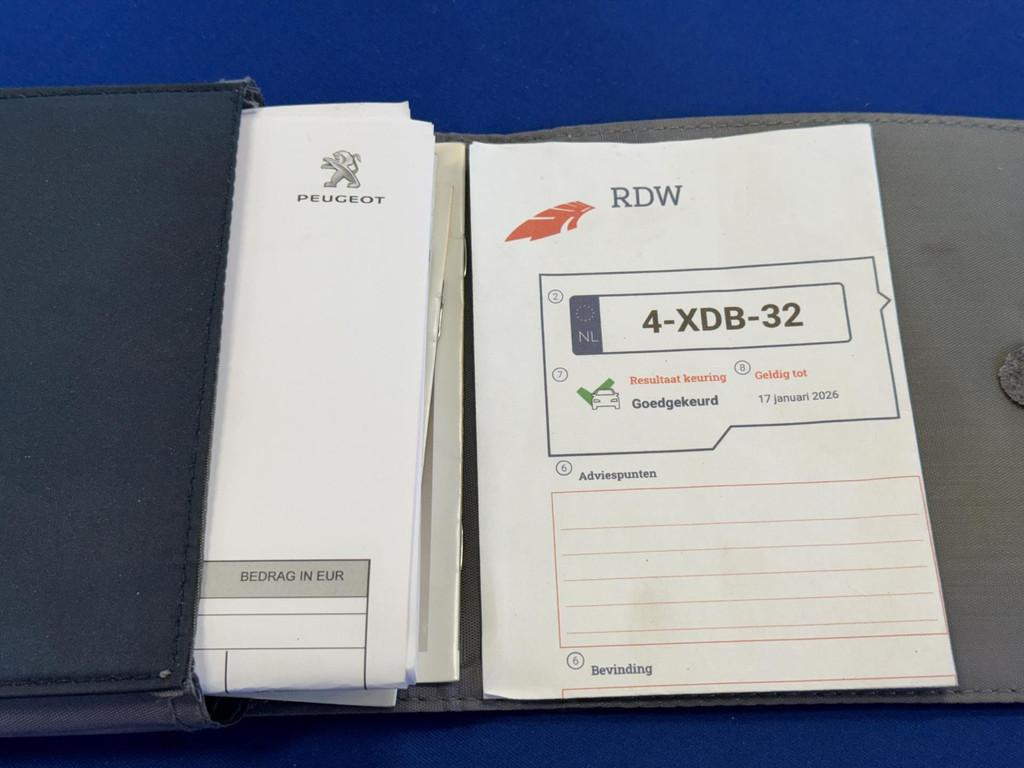 PEUGEOT
BEDRAG IN EUR
RDW
2
NL
4-XDB-32
7
Resultaat keuring
Goedgekeurd
8
Geldig tot
17 januari 2026
6
Adviespunten
6
Bevinding